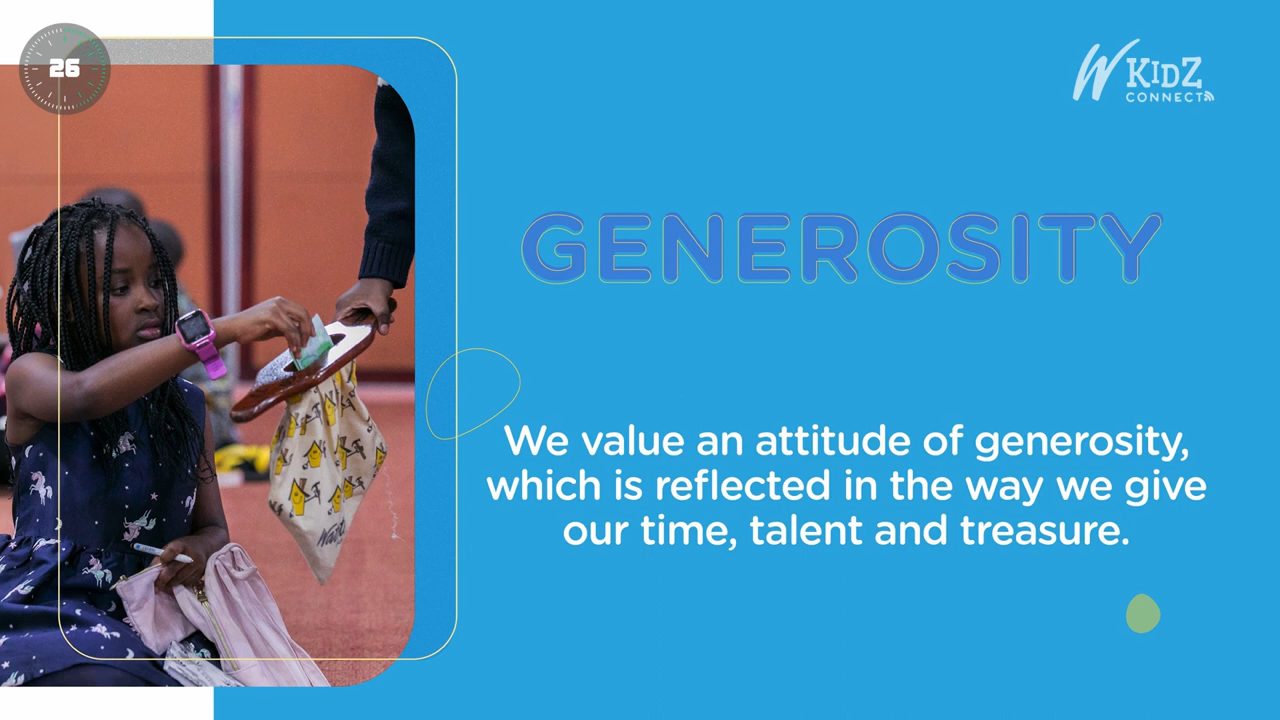 26
W KIDZ
CONNECT
GENEROSITY
We value an attitude of generosity,
which is reflected in the way we give
our time, talent and treasure.